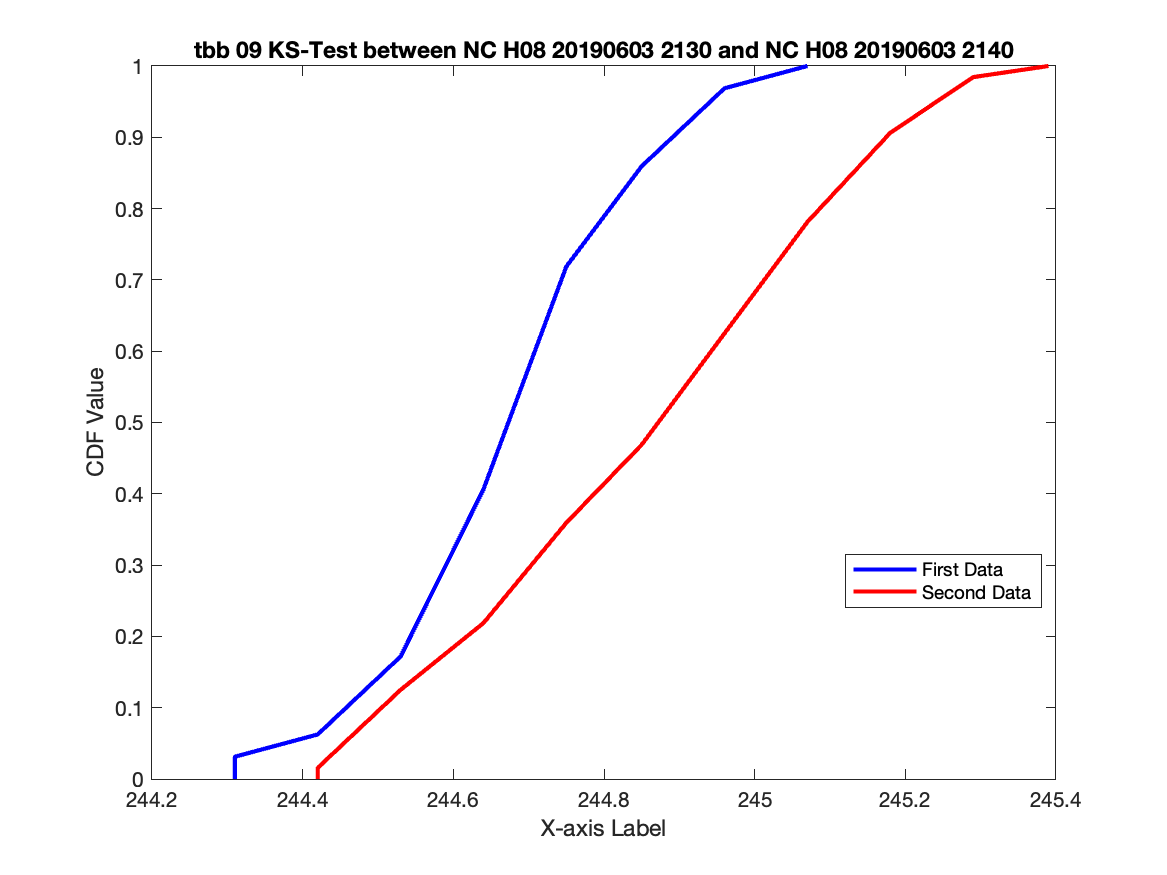 tbb 09 KS-Test between NC H08 20190603 2130 and NC H08 20190603 2140
1
0.9
0.8
0.7
0.6
0.5
0.4
0.3
0.2
0.1
0
CDF Value
First Data
Second Data
244.2 244.4 244.6 244.8 245 245.2 245.4
X-axis Label